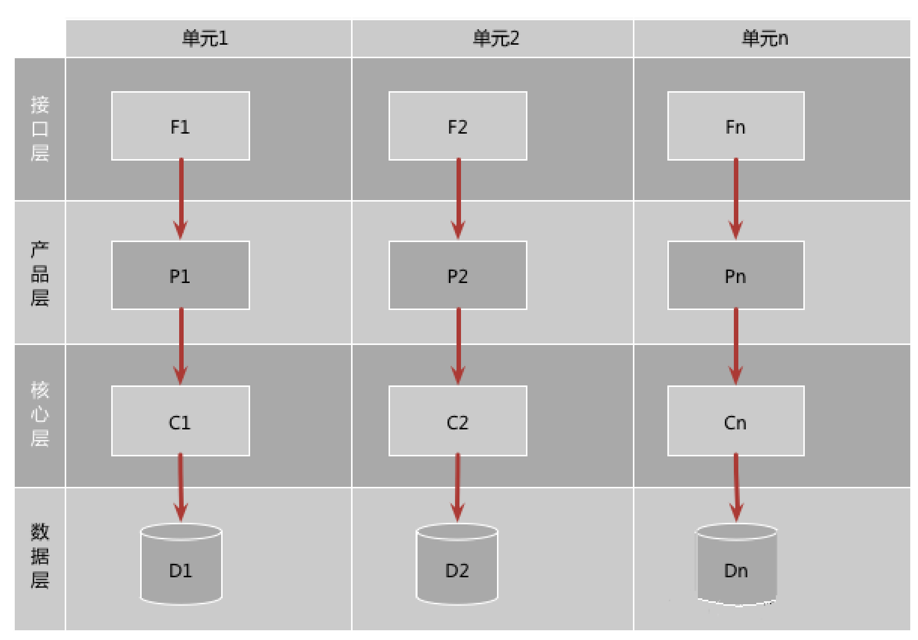 单元1 单元2 单元n
接口层 F1 F2 Fn
产品层 P1 P2 Pn
核心层 C1 C2 Cn
数据层 D1 D2 Dn